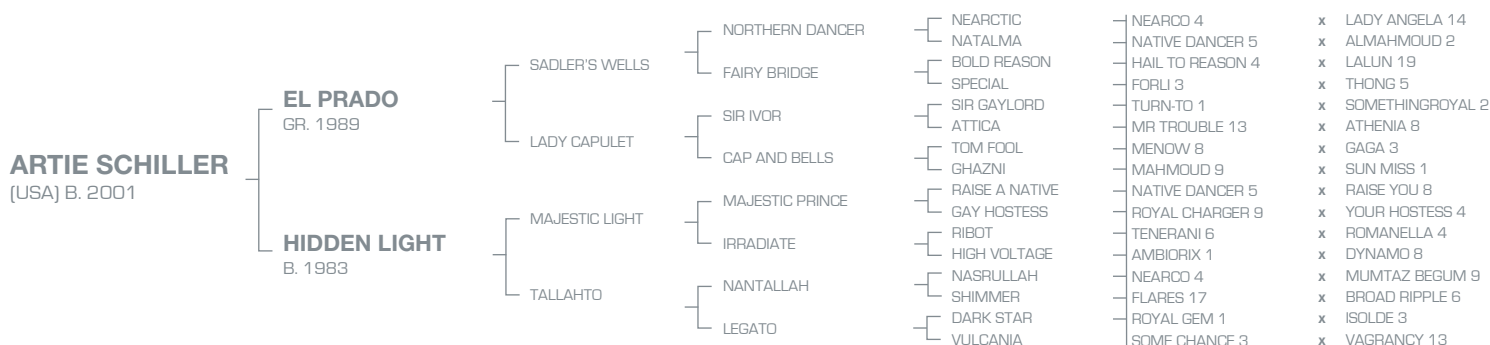 ARTIE SCHILLER
(USA) B. 2001
EL PRADO
GR. 1989
HIDDEN LIGHT
B. 1983
SADLER'S WELLS
LADY CAPULET
MAJESTIC LIGHT
TALLAHTO
NORTHERN DANCER
FAIRY BRIDGE
SIR IVOR
CAP AND BELLS
MAJESTIC PRINCE
IRRADIATE
NANTALLAH
LEGATO
NEARCTIC
NATALMA
BOLD REASON
SPECIAL
SIR GAYLORD
ATTICA
TOM FOOL
GHAZNI
RAISE A NATIVE
GAY HOSTESS
RIBOT
HIGH VOLTAGE
NASRULLAH
SHIMMER
DARK STAR
VULCANIA
NEARCO 4 x LADY ANGELA 14
NATIVE DANCER 5 x ALMAHMOUD 2
HAIL TO REASON 4 x LALUN 19
FORLI 3 x THONG 5
TURN-TO 1 x SOMETHINGROYAL 2
MR TROUBLE 13 x ATHENIA 8
MENOW 8 x GAGA 3
MAHMOUD 9 x SUN MISS 1
NATIVE DANCER 5 x RAISE YOU 8
ROYAL CHARGER 9 x YOUR HOSTESS 4
TENERANI 6 x ROMANELLA 4
AMBIORIX 1 x DYNAMO 8
NEARCO 4 x MUMTAZ BEGUM 9
FLARES 17 x BROAD RIPPLE 6
ROYAL GEM 1 x ISOLDE 3
SOME CHANCE 3 x VAGRANCY 13